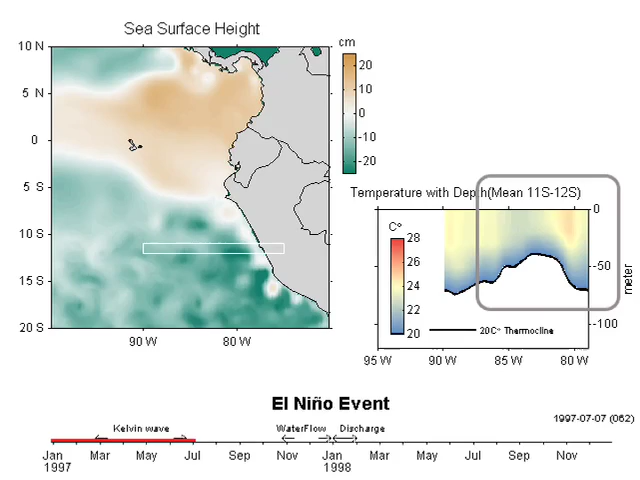 Sea Surface Height
10 N
5 N
0
5 S
10 S
15 S
20 S
90 W
80 W
cm
20
10
0
-10
-20
Temperature with Depth(Mean 11S-12S)
C°
28
26
24
22
20
20C° Thermocline
0
-50
-100
meter
95 W
90 W
85 W
80 W
El Niño Event
1997-07-07 (062)
Kelvin wave
WaterFlow
Discharge
Jan Mar May Jul Sep Nov Jan Mar May Jul Sep Nov
1997 1998